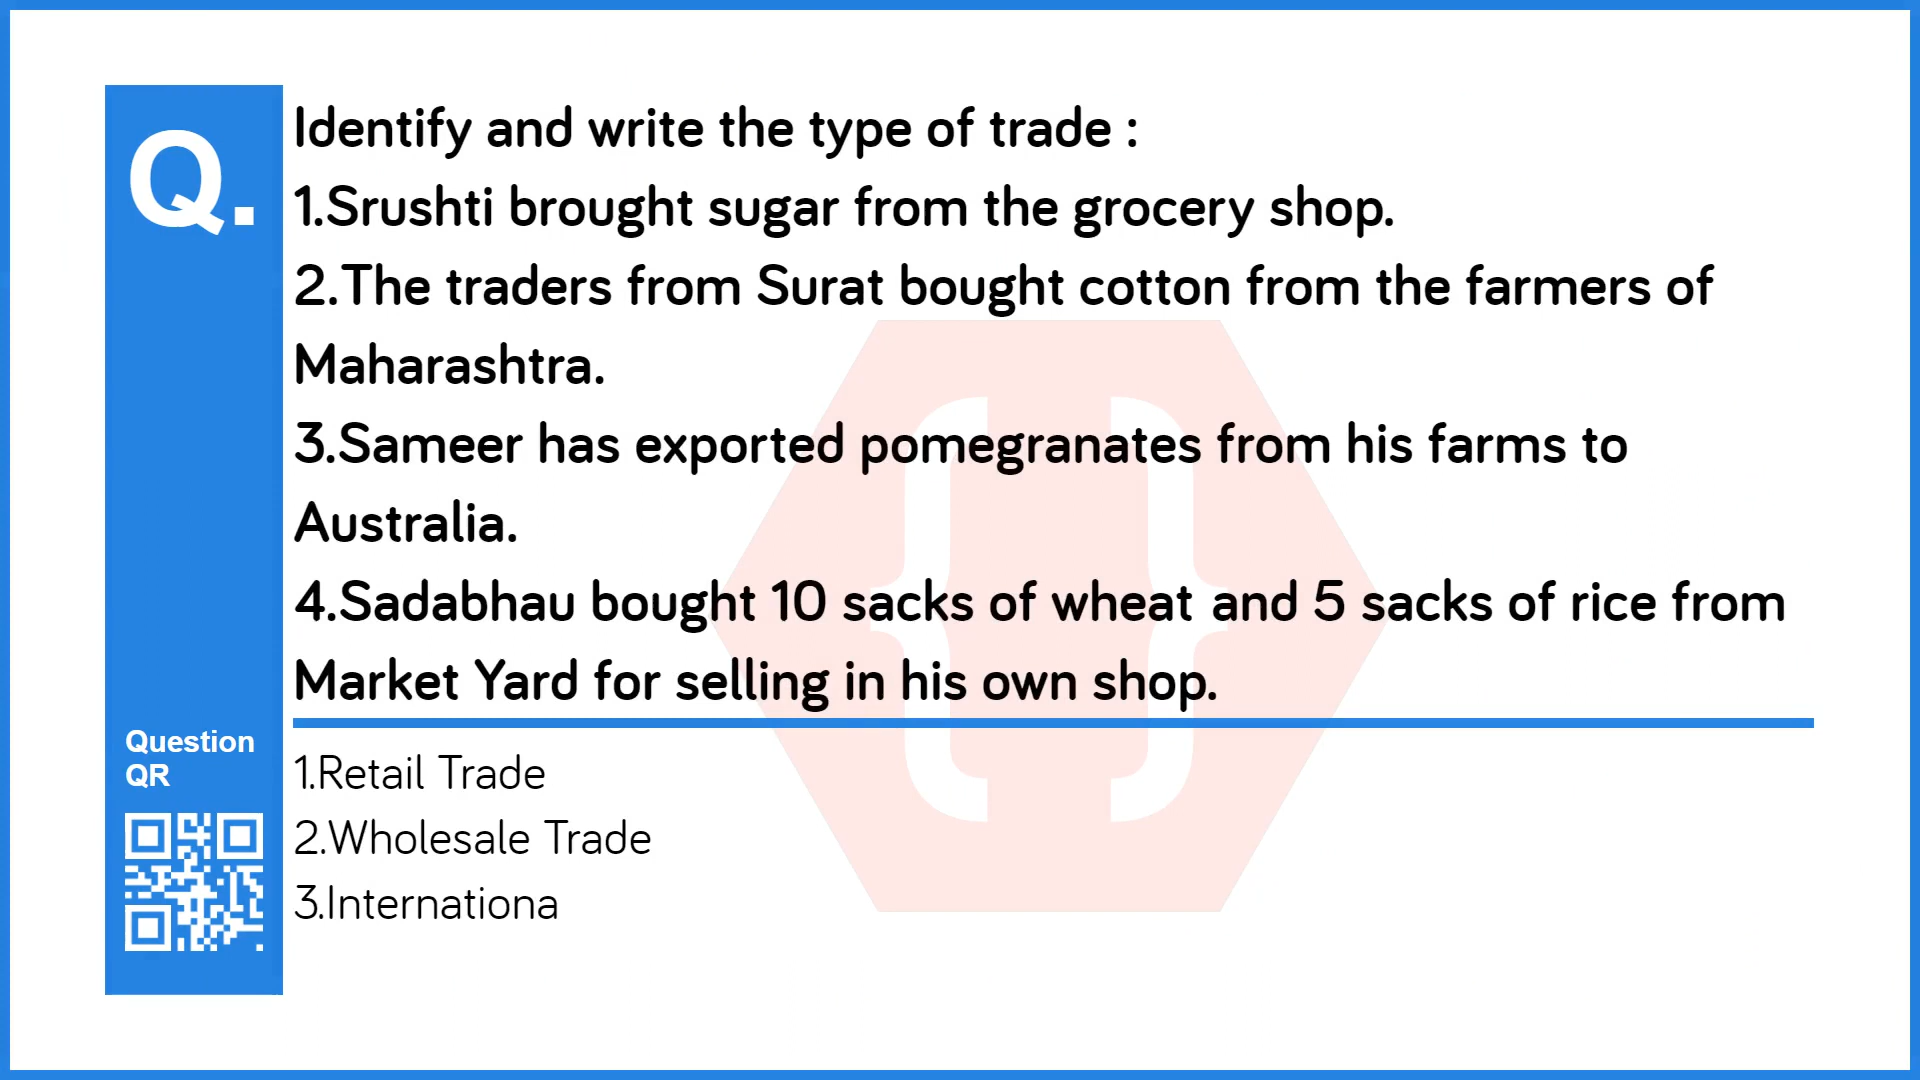 Q.
Identify and write the type of trade :
1.Srushti brought sugar from the grocery shop.
2.The traders from Surat bought cotton from the farmers of
Maharashtra.
3.Sameer has exported pomegranates from his farms to
Australia.
4.Sadabhau bought 10 sacks of wheat and 5 sacks of rice from
Market Yard for selling in his own shop.
Question
QR
1.Retail Trade
2.Wholesale Trade
3.Internationa